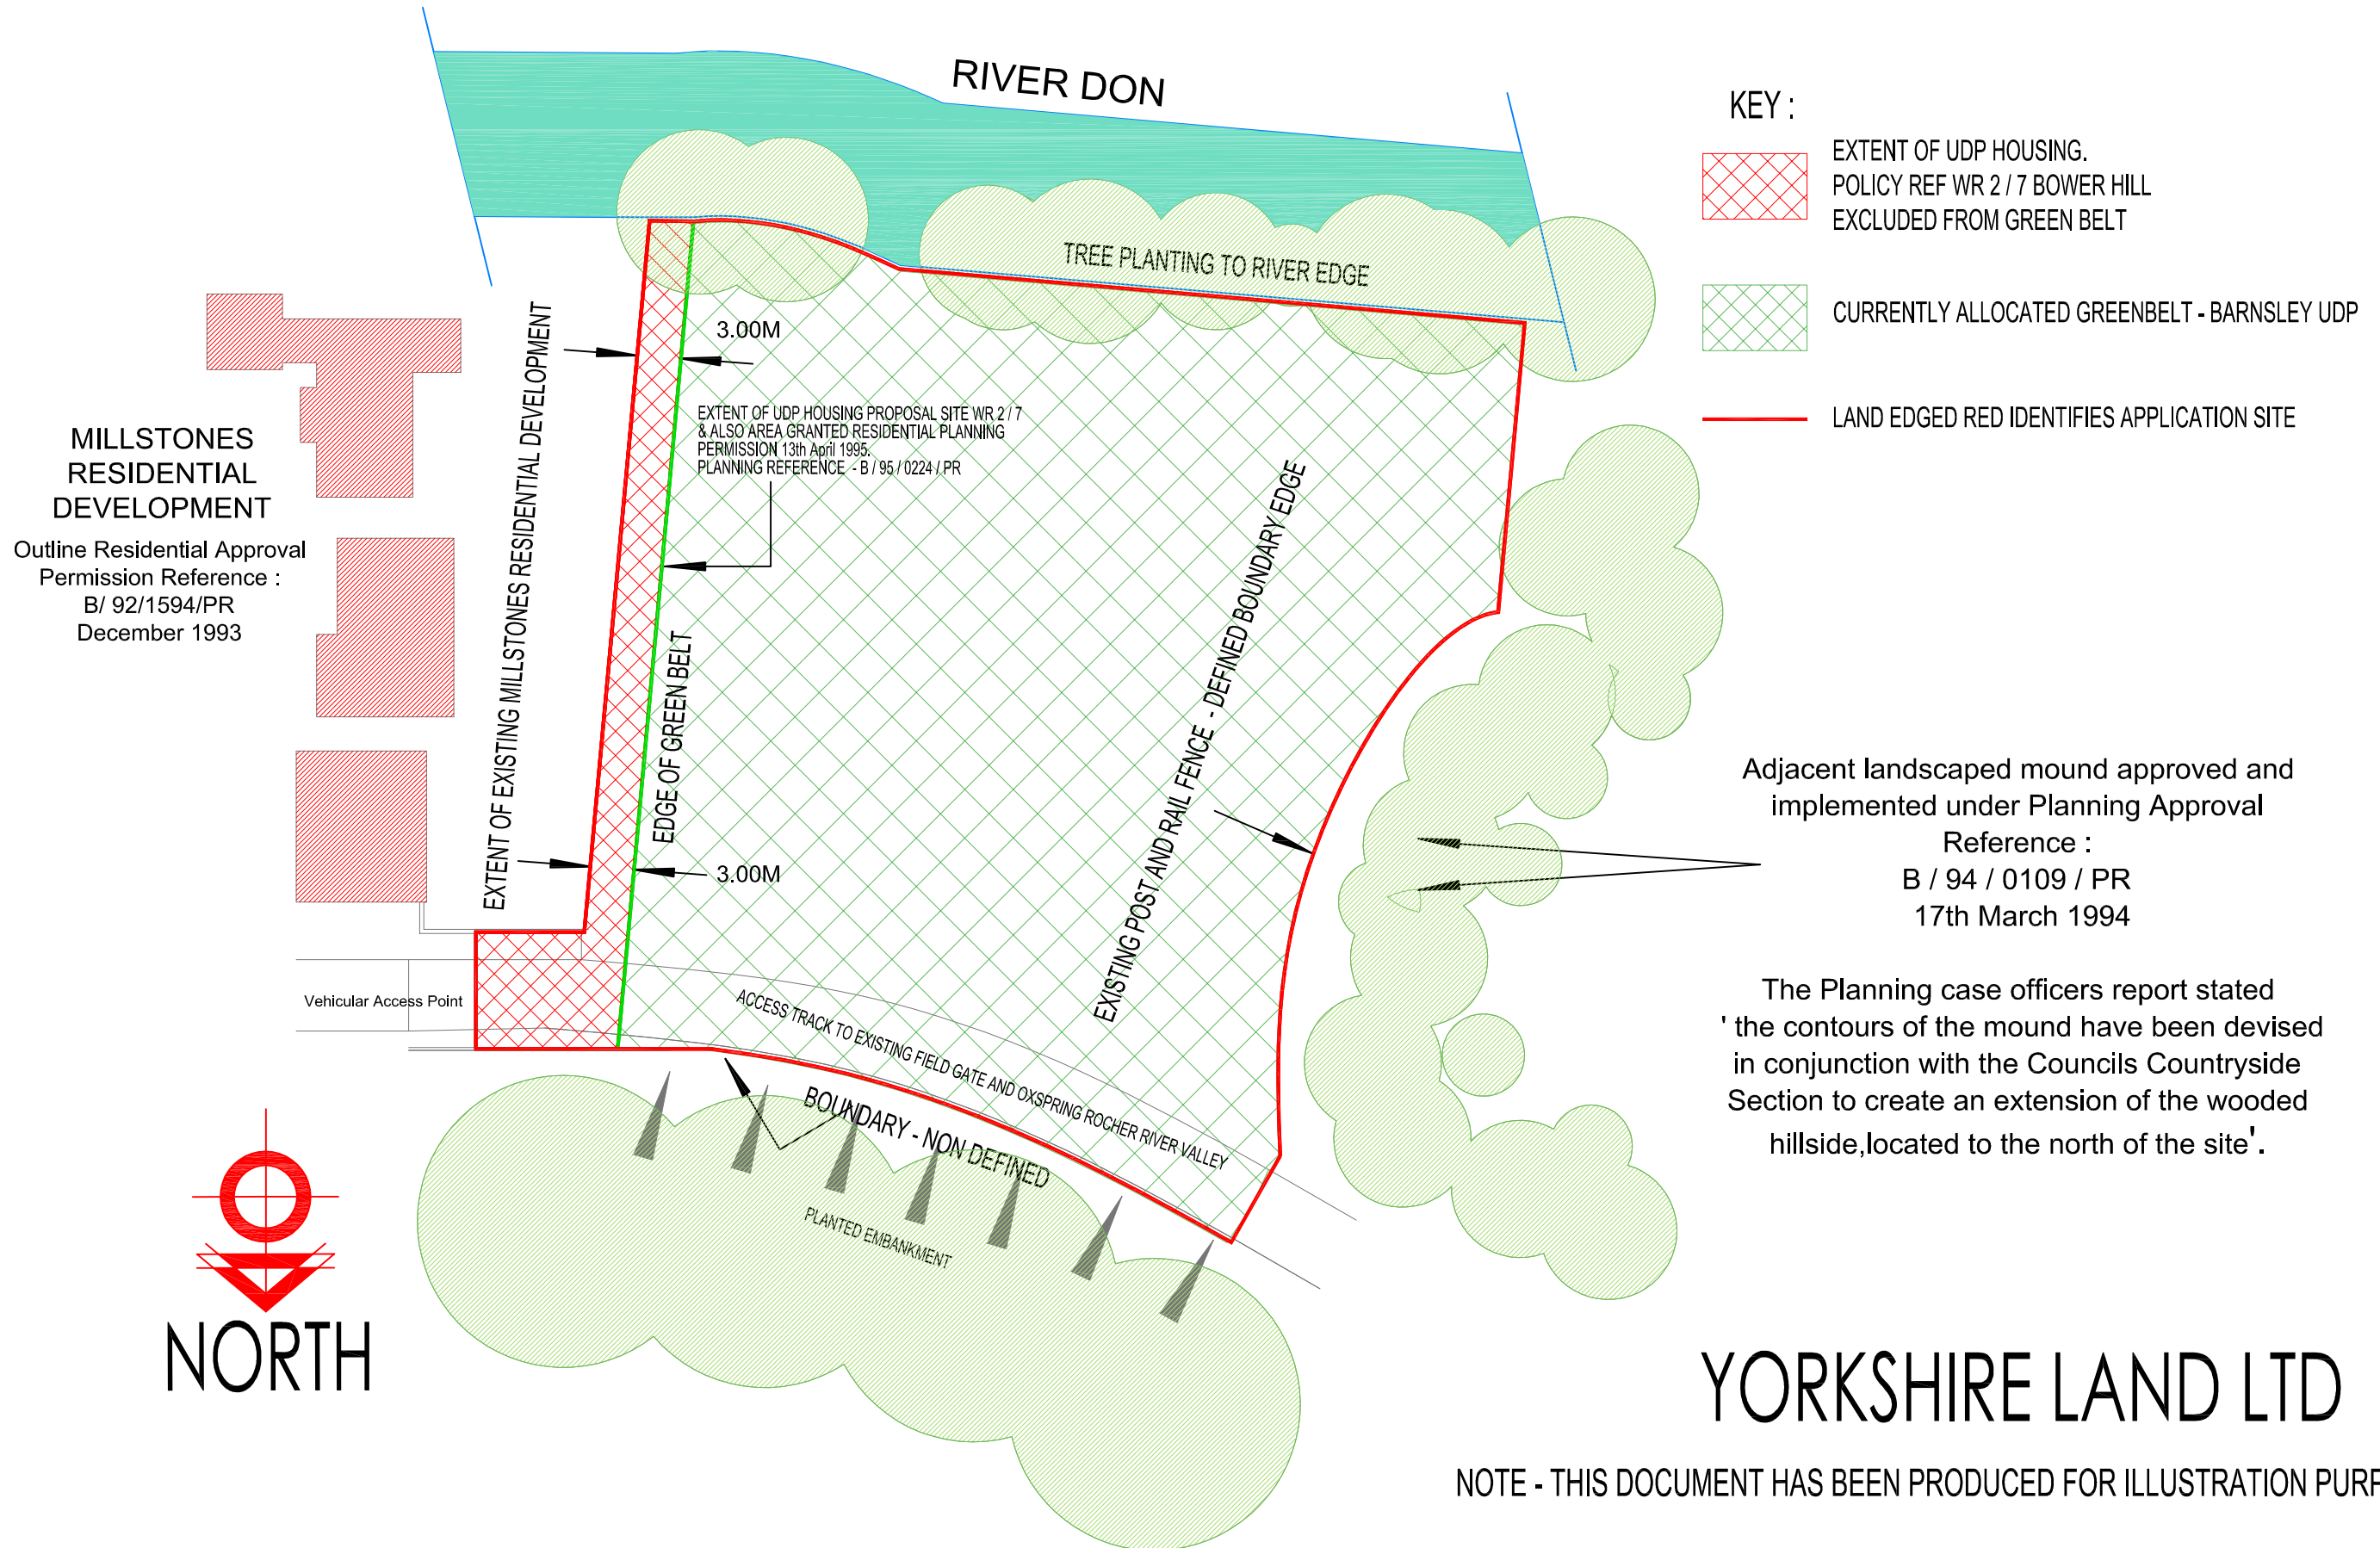 RIVER DON
TREE PLANTING TO RIVER EDGE
KEY :
EXTENT OF UDP HOUSING.
POLICY REF WR 2 / 7 BOWER HILL
EXCLUDED FROM GREEN BELT
CURRENTLY ALLOCATED GREENBELT - BARNSLEY UDP
LAND EDGED RED IDENTIFIES APPLICATION SITE
MILLSTONES
RESIDENTIAL
DEVELOPMENT
Outline Residential Approval
Permission Reference :
B/ 92/1594/PR
December 1993
EXTENT OF EXISTING MILLSTONES RESIDENTIAL DEVELOPMENT
3.00M
EXTENT OF UDP HOUSING PROPOSAL SITE WR 2 / 7
& ALSO AREA GRANTED RESIDENTIAL PLANNING
PERMISSION 13th April 1995.
PLANNING REFERENCE - B / 95 / 0224 / PR
EDGE OF GREEN BELT
3.00M
EXISTING POST AND RAIL FENCE - DEFINED BOUNDARY EDGE
Adjacent landscaped mound approved and
implemented under Planning Approval
Reference :
B / 94 / 0109 / PR
17th March 1994
The Planning case officers report stated
' the contours of the mound have been devised
in conjunction with the Councils Countryside
Section to create an extension of the wooded
hillside,located to the north of the site'.
Vehicular Access Point
ACCESS TRACK TO EXISTING FIELD GATE AND OXSPRING ROCHER RIVER VALLEY
BOUNDARY - NON DEFINED
PLANTED EMBANKMENT
NORTH
YORKSHIRE LAND LTD
NOTE - THIS DOCUMENT HAS BEEN PRODUCED FOR ILLUSTRATION